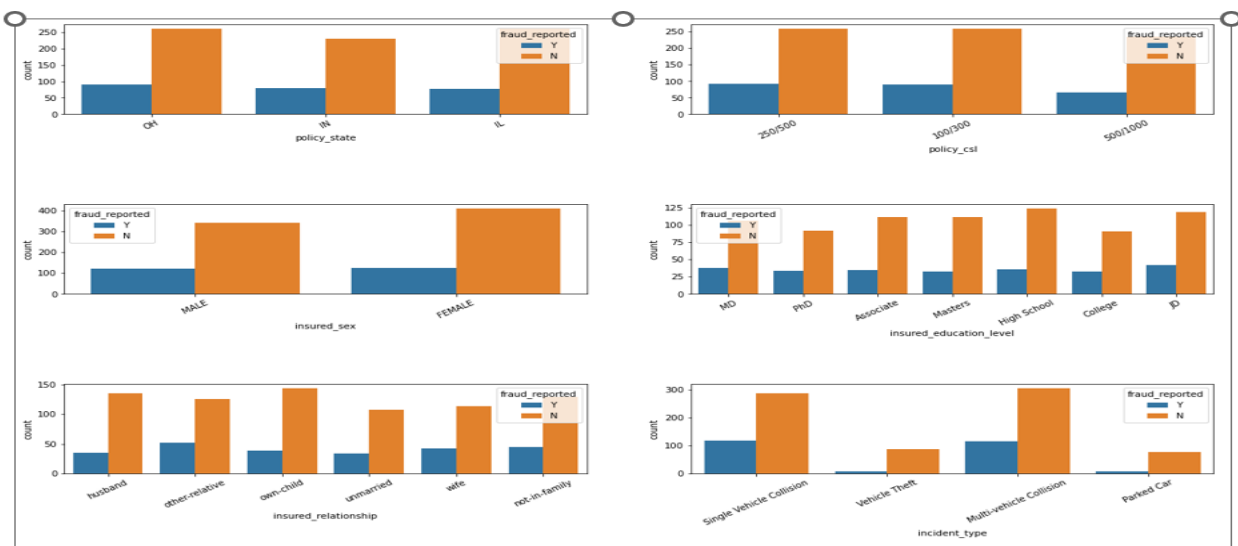 fraud_reported
Y
N
250
200
150
100
50
0
count
OH
IN
IL
policy_state
fraud_reported
Y
N
250
200
150
100
50
0
count
250/500
100/300
500/1000
policy_csl
fraud_reported
Y
N
400
300
200
100
0
count
MALE
FEMALE
insured_sex
fraud_reported
Y
N
125
100
75
50
25
0
count
MD
PhD
Associate
Masters
High School
College
JD
insured_education_level
fraud_reported
Y
N
150
100
50
0
count
husband
other-relative
own-child
unmarried
wife
not-in-family
insured_relationship
fraud_reported
Y
N
300
200
100
0
count
Single Vehicle Collision
Vehicle Theft
Multi-vehicle Collision
Parked Car
incident_type